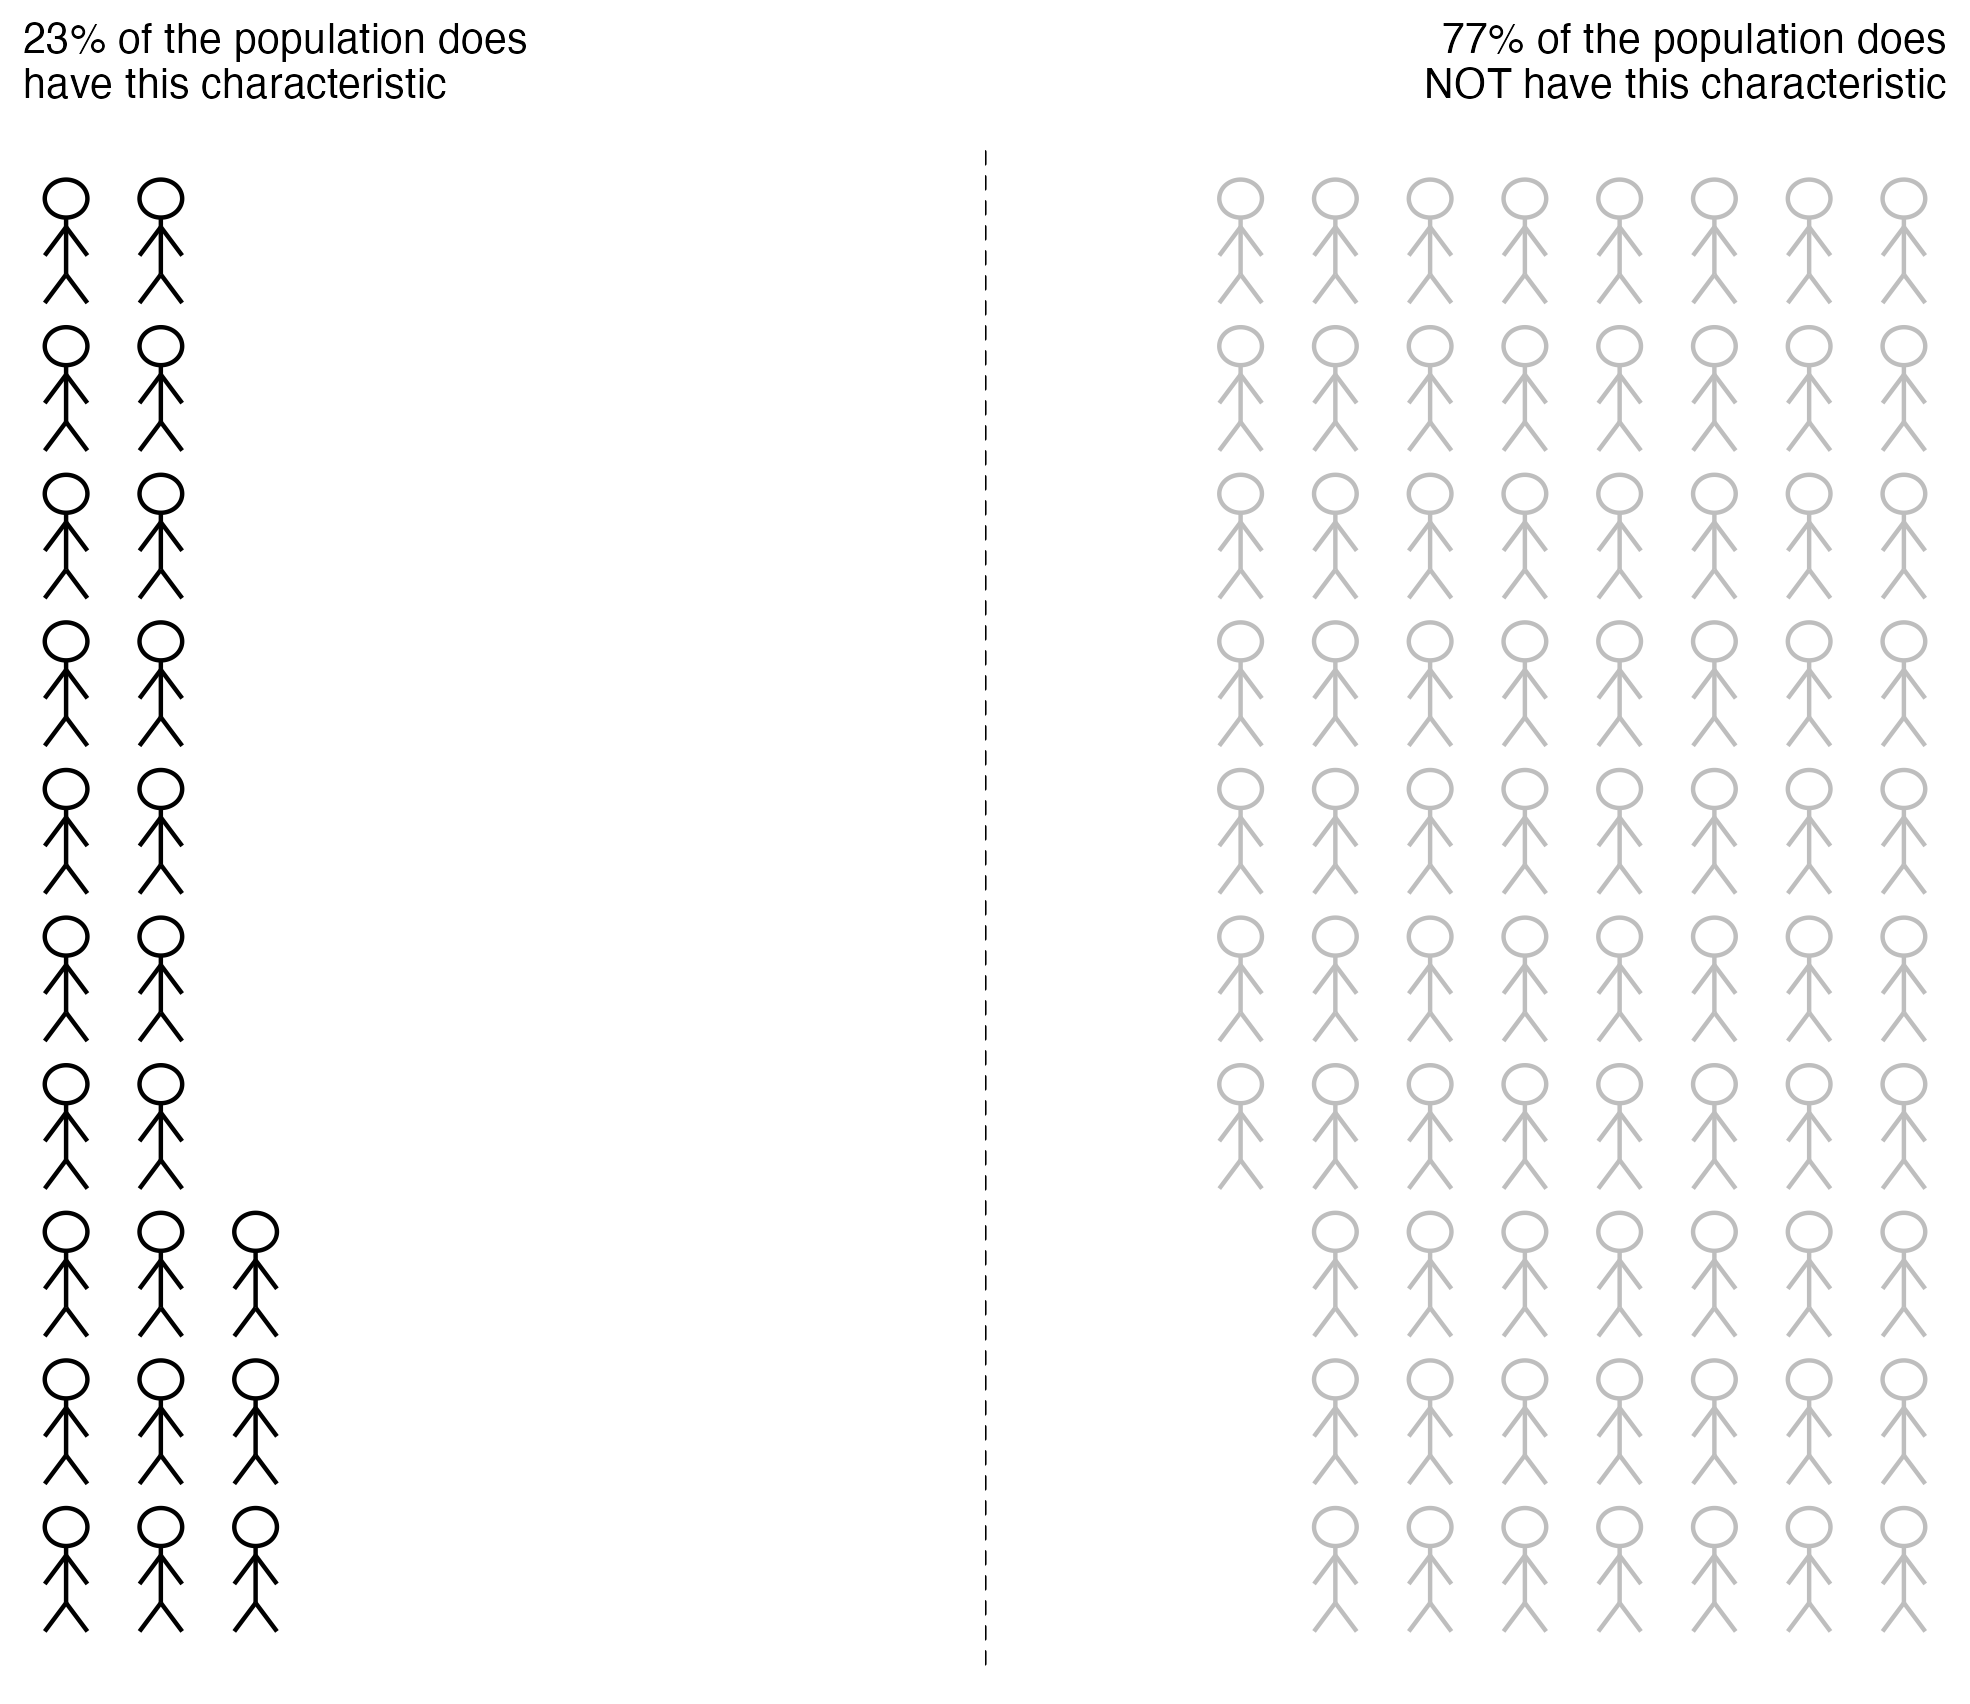 23% of the population does
have this characteristic
77% of the population does
NOT have this characteristic